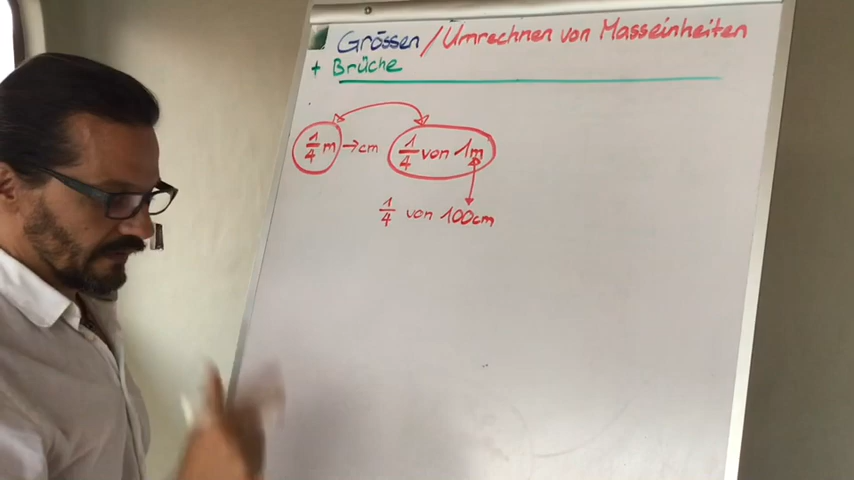 Grössen / Umrechnen von Masseinheiten
+ Brüche
1/4 m → cm 1/4 von 1m
1/4 von 100cm